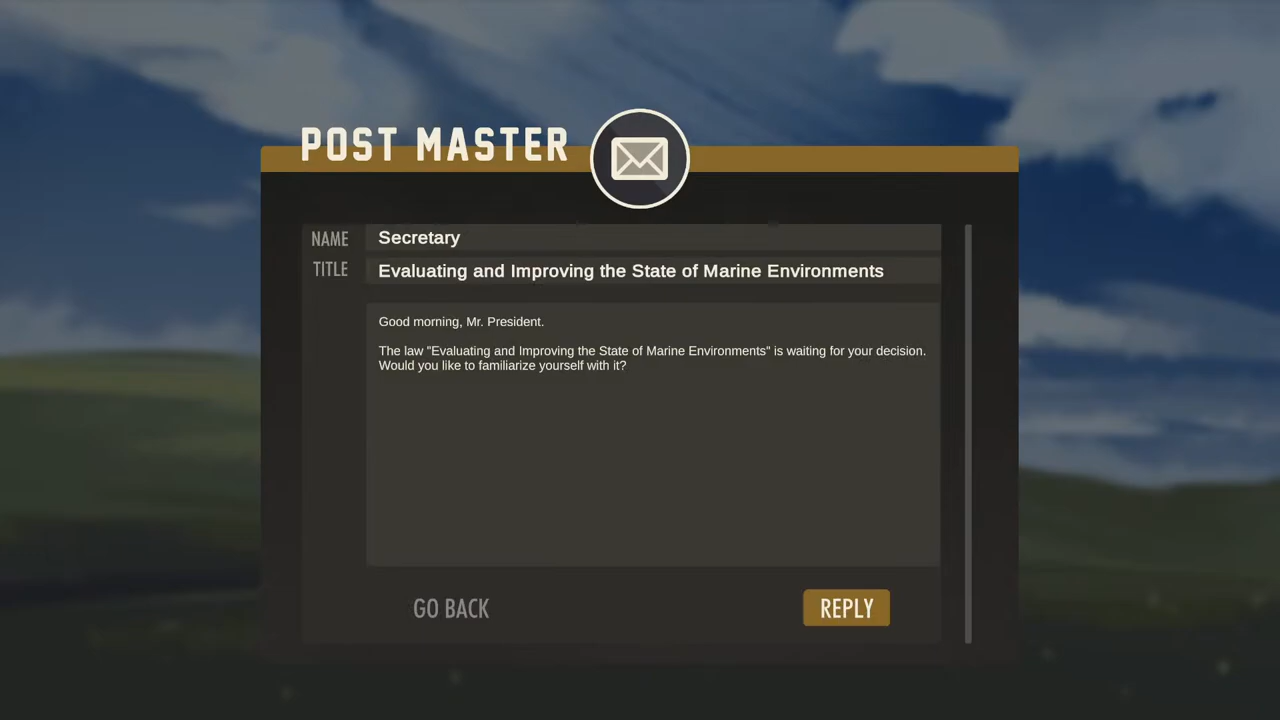 POST MASTER
NAME Secretary
TITLE Evaluating and Improving the State of Marine Environments
Good morning, Mr. President.
The law "Evaluating and Improving the State of Marine Environments" is waiting for your decision.
Would you like to familiarize yourself with it?
GO BACK REPLY